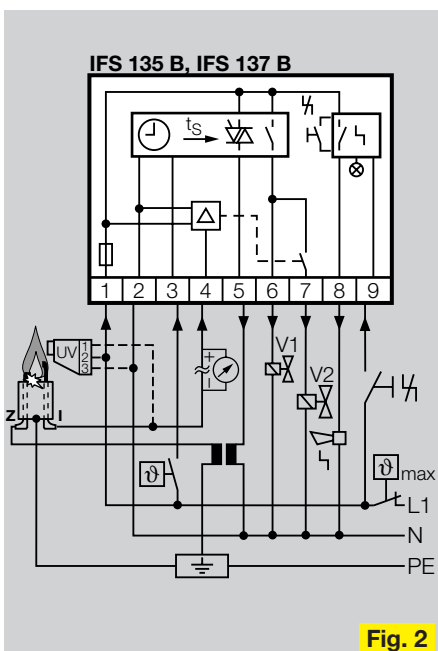 IFS 135 B, IFS 137 B
tS
1 2 3 4 5 6 7 8 9
UV 1
2
3
V1
V2
Z I
+
≈
−
ϑ
ϑ max
L1
N
PE
Fig. 2